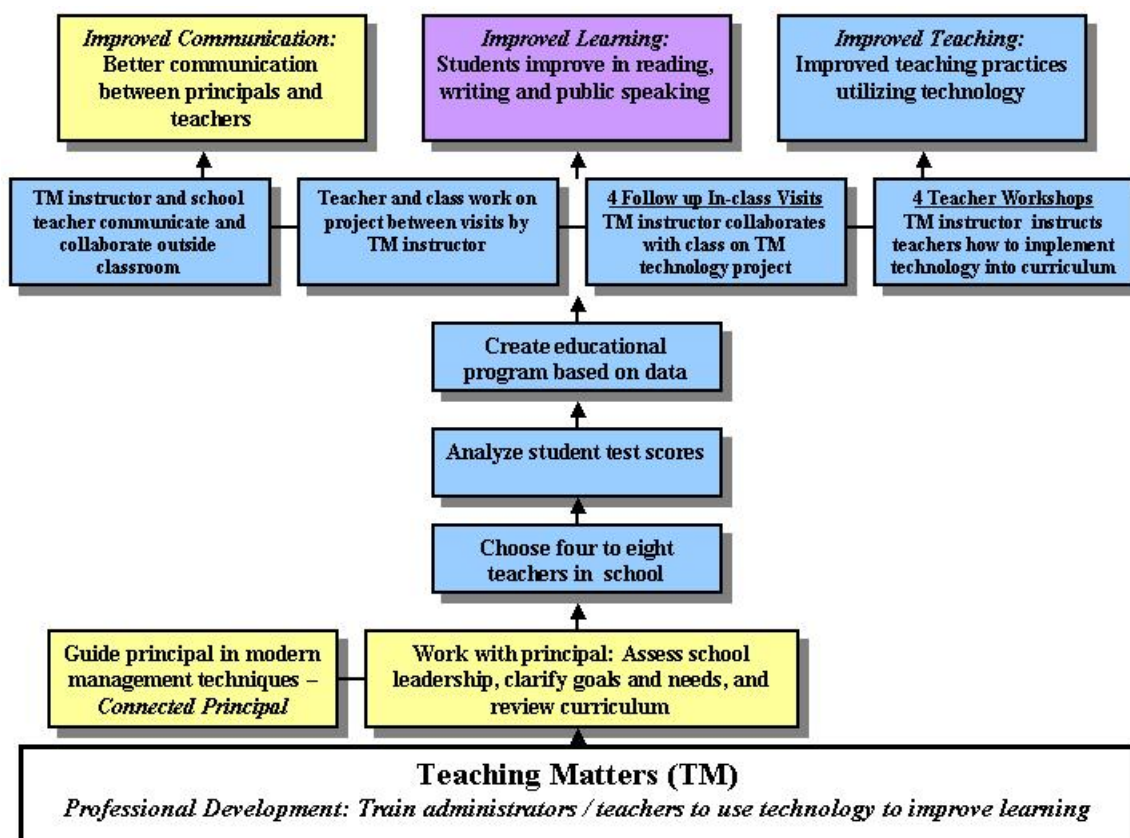 Improved Communication:
Better communication
between principals and
teachers
Improved Learning:
Students improve in reading,
writing and public speaking
Improved Teaching:
Improved teaching practices
utilizing technology
TM instructor and school
teacher communicate and
collaborate outside
classroom
Teacher and class work on
project between visits by
TM instructor
4 Follow up In-class Visits
TM instructor collaborates
with class on TM
technology project
4 Teacher Workshops
TM instructor instructs
teachers how to implement
technology into curriculum
Create educational
program based on data
Analyze student test scores
Choose four to eight
teachers in school
Guide principal in modern
management techniques –
Connected Principal
Work with principal: Assess school
leadership, clarify goals and needs, and
review curriculum
Teaching Matters (TM)
Professional Development: Train administrators / teachers to use technology to improve learning